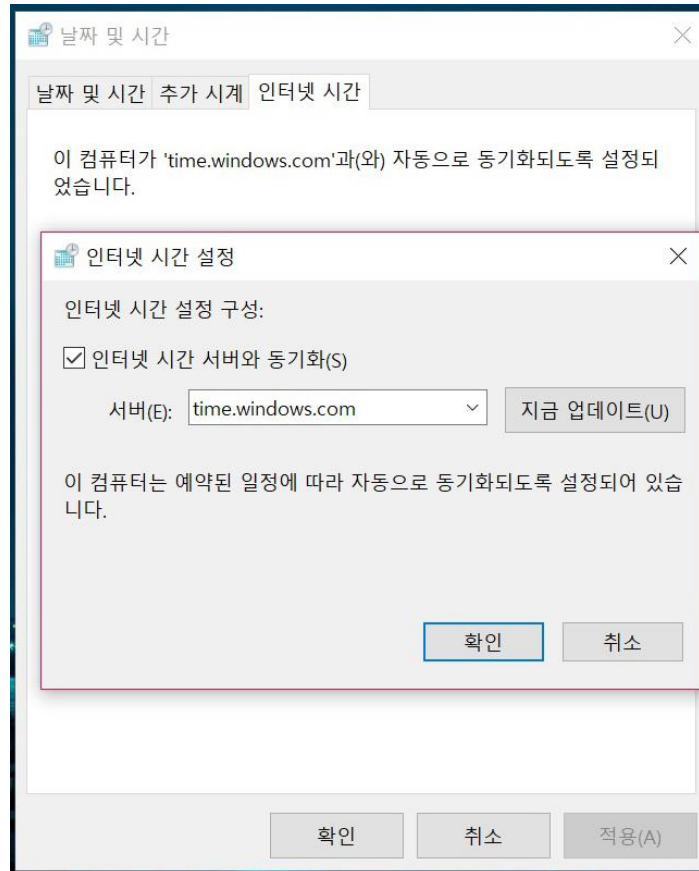 날짜 및 시간
날짜 및 시간 추가 시계 인터넷 시간
이 컴퓨터가 'time.windows.com'과(와) 자동으로 동기화되도록 설정되
었습니다.
인터넷 시간 설정
인터넷 시간 설정 구성:
인터넷 시간 서버와 동기화(S)
서버(E): time.windows.com 지금 업데이트(U)
이 컴퓨터는 예약된 일정에 따라 자동으로 동기화되도록 설정되어 있습
니다.
확인 취소
확인 취소 적용(A)